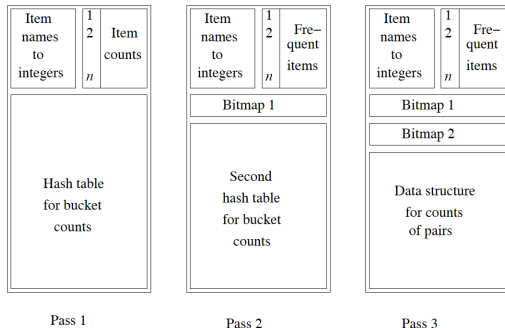 Item
names
to
integers
1
2
n
Item
counts
Hash table
for bucket
counts
Pass 1
Item
names
to
integers
1
2
n
Fre−
quent
items
Bitmap 1
Second
hash table
for bucket
counts
Pass 2
Item
names
to
integers
1
2
n
Fre−
quent
items
Bitmap 1
Bitmap 2
Data structure
for counts
of pairs
Pass 3